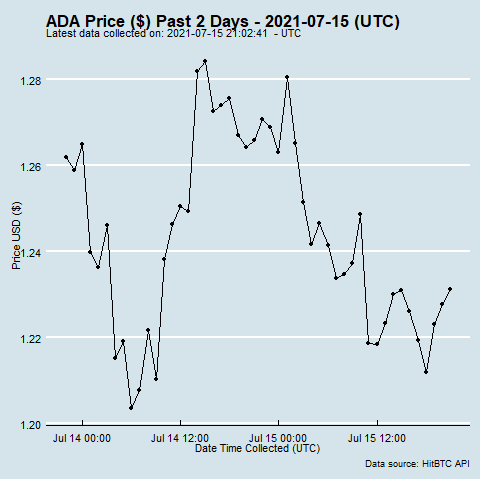 ADA Price ($) Past 2 Days - 2021-07-15 (UTC)
Latest data collected on: 2021-07-15 21:02:41  - UTC
1.28
1.26
1.24
1.22
1.20
Price USD ($)
Jul 14 00:00 Jul 14 12:00 Jul 15 00:00 Jul 15 12:00
Date Time Collected (UTC)
Data source: HitBTC API